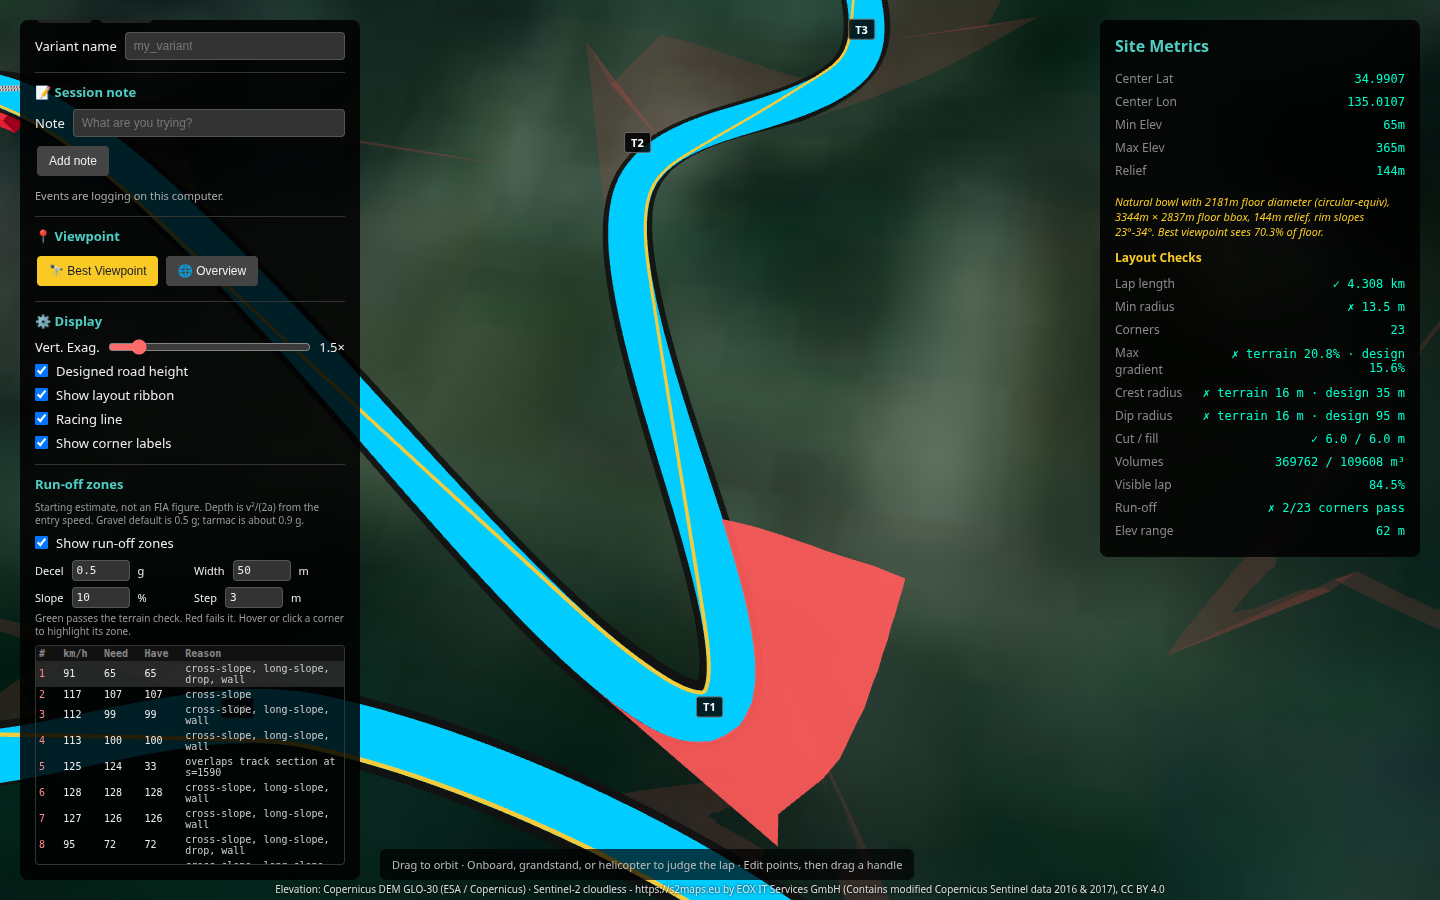 Variant name my_variant
📝 Session note
Note What are you trying?
Add note
Events are logging on this computer.
📍 Viewpoint
🔭 Best Viewpoint 🌐 Overview
⚙️ Display
Vert. Exag. 1.5×
Designed road height
Show layout ribbon
Racing line
Show corner labels
Run-off zones
Starting estimate, not an FIA figure. Depth is v²/(2a) from the
entry speed. Gravel default is 0.5 g; tarmac is about 0.9 g.
Show run-off zones
Decel 0.5 g Width 50 m
Slope 10 % Step 3 m
Green passes the terrain check. Red fails it. Hover or click a corner
to highlight its zone.
# km/h Need Have Reason
1 91 65 65 cross-slope, long-slope,
drop, wall
2 117 107 107 cross-slope
3 112 99 99 cross-slope, long-slope,
wall
4 113 100 100 cross-slope, long-slope,
wall
5 125 124 33 overlaps track section at
s=1590
6 128 128 128 cross-slope, long-slope,
wall
7 127 126 126 cross-slope, long-slope,
wall
8 95 72 72 cross-slope, long-slope,
drop, wall
T3
T2
T1
Site Metrics
Center Lat 34.9907
Center Lon 135.0107
Min Elev 65m
Max Elev 365m
Relief 144m
Natural bowl with 2181m floor diameter (circular-equiv),
3344m × 2837m floor bbox, 144m relief, rim slopes
23°-34°. Best viewpoint sees 70.3% of floor.
Layout Checks
Lap length ✓ 4.308 km
Min radius ✗ 13.5 m
Corners 23
Max gradient ✗ terrain 20.8% · design
15.6%
Crest radius ✗ terrain 16 m · design 35 m
Dip radius ✗ terrain 16 m · design 95 m
Cut / fill ✓ 6.0 / 6.0 m
Volumes 369762 / 109608 m³
Visible lap 84.5%
Run-off ✗ 2/23 corners pass
Elev range 62 m
Drag to orbit · Onboard, grandstand, or helicopter to judge the lap · Edit points, then drag a handle
Elevation: Copernicus DEM GLO-30 (ESA / Copernicus) · Sentinel-2 cloudless - https://s2maps.eu by EOX IT Services GmbH (Contains modified Copernicus Sentinel data 2016 & 2017), CC BY 4.0